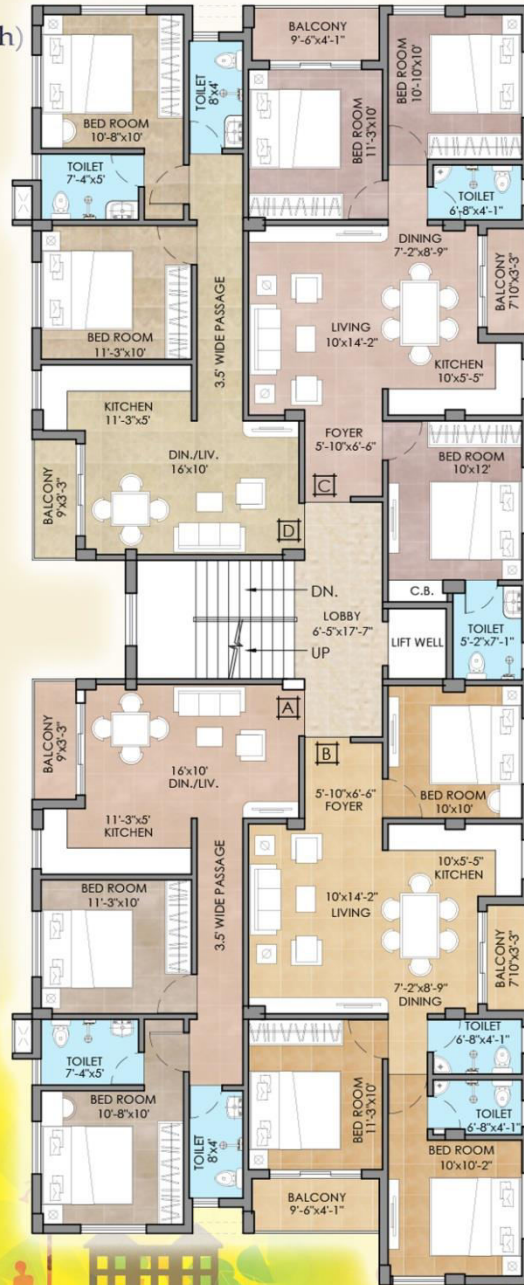 h)
BALCONY
9'-6"x4'-1"
BED ROOM
10'-10"x10'
TOILET
8'x4'
BED ROOM
10'-8"x10'
BED ROOM
11'-3"x10'
TOILET
7'-4"x5'
TOILET
6'-8"x4'-1"
DINING
7'-2"x8'-9"
BALCONY
7'10"x3'-3"
BED ROOM
11'-3"x10'
3.5' WIDE PASSAGE
LIVING
10'x14'-2"
KITCHEN
10'x5'-5"
KITCHEN
11'-3"x5'
FOYER
5'-10"x6'-6"
DIN./LIV.
16'x10'
BED ROOM
10'x12'
BALCONY
9'x3'-3"
C
D
DN.
C.B.
LOBBY
6'-5"x17'-7"
TOILET
5'-2"x7'-1"
LIFT WELL
UP
A
BALCONY
9'x3'-3"
B
16'x10'
DIN./LIV.
5'-10"x6'-6"
FOYER
BED ROOM
10'x10'
11'-3"x5'
KITCHEN
10'x5'-5"
KITCHEN
BED ROOM
11'-3"x10'
3.5' WIDE PASSAGE
10'x14'-2"
LIVING
BALCONY
7'10"x3'-3"
7'-2"x8'-9"
DINING
TOILET
6'-8"x4'-1"
TOILET
7'-4"x5'
BED ROOM
10'-8"x10'
BED ROOM
11'-3"x10'
TOILET
6'-8"x4'-1"
TOILET
8'x4'
BED ROOM
10'x10'-2"
BALCONY
9'-6"x4'-1"